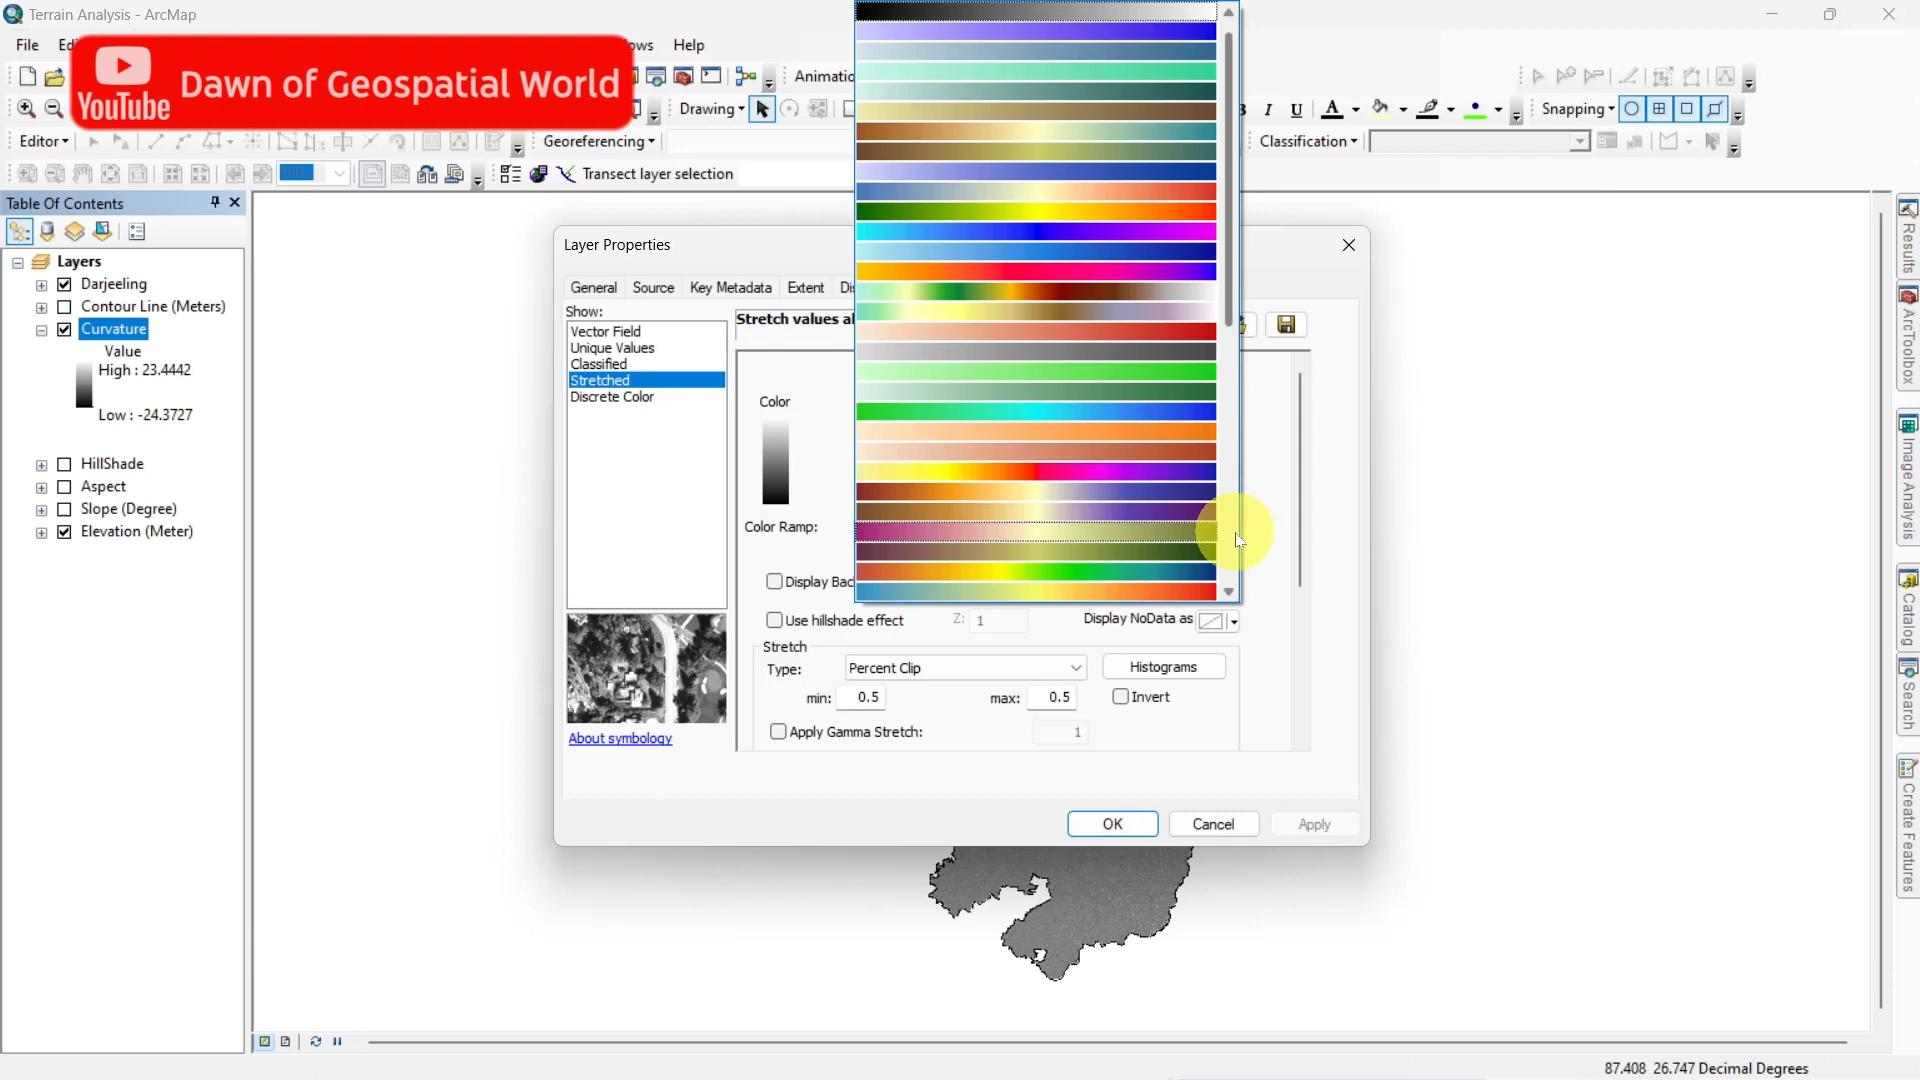 Terrain Analysis - ArcMap
File
ows Help
YouTube
Dawn of Geospatial World
Animatio
Drawing
I U A
Snapping
Editor
Georeferencing
Classification
Transect layer selection
Table Of Contents
Layers
Darjeeling
Contour Line (Meters)
Curvature
Value
High : 23.4442
Low : -24.3727
HillShade
Aspect
Slope (Degree)
Elevation (Meter)
Layer Properties
General Source Key Metadata Extent
Show:
Vector Field
Unique Values
Classified
Stretched
Discrete Color
About symbology
Stretch values al
Color
Color Ramp:
Display Bac
Use hillshade effect Z: 1 Display NoData as
Stretch
Type: Percent Clip Histograms
min: 0.5 max: 0.5 Invert
Apply Gamma Stretch: 1
OK Cancel Apply
Results
ArcToolbox
Image Analysis
Catalog
Search
Create Features
87.408 26.747 Decimal Degrees